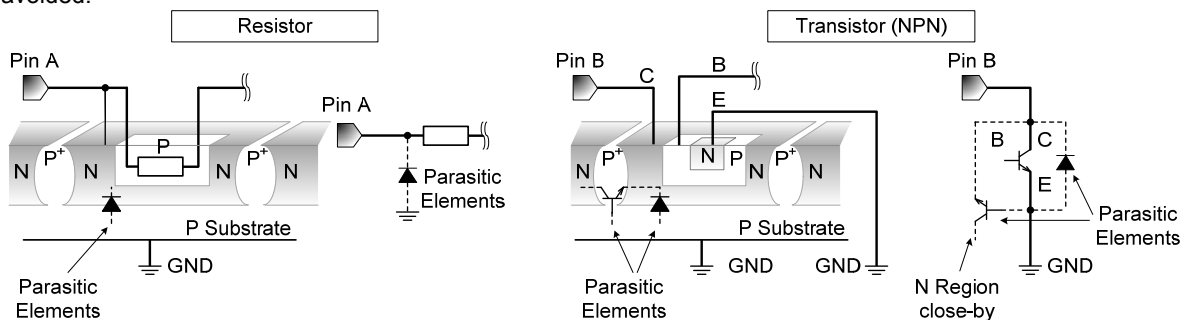 avoided.
Resistor
Pin A
N
P+
N
P
N
P+
N
P Substrate
GND
Parasitic
Elements
Pin A
Parasitic
Elements
Transistor (NPN)
Pin B
C
B
E
N
P+
N
N
P
N
P+
N
P Substrate
GND
GND
Parasitic
Elements
Pin B
B
C
E
Parasitic
Elements
GND
N Region
close-by